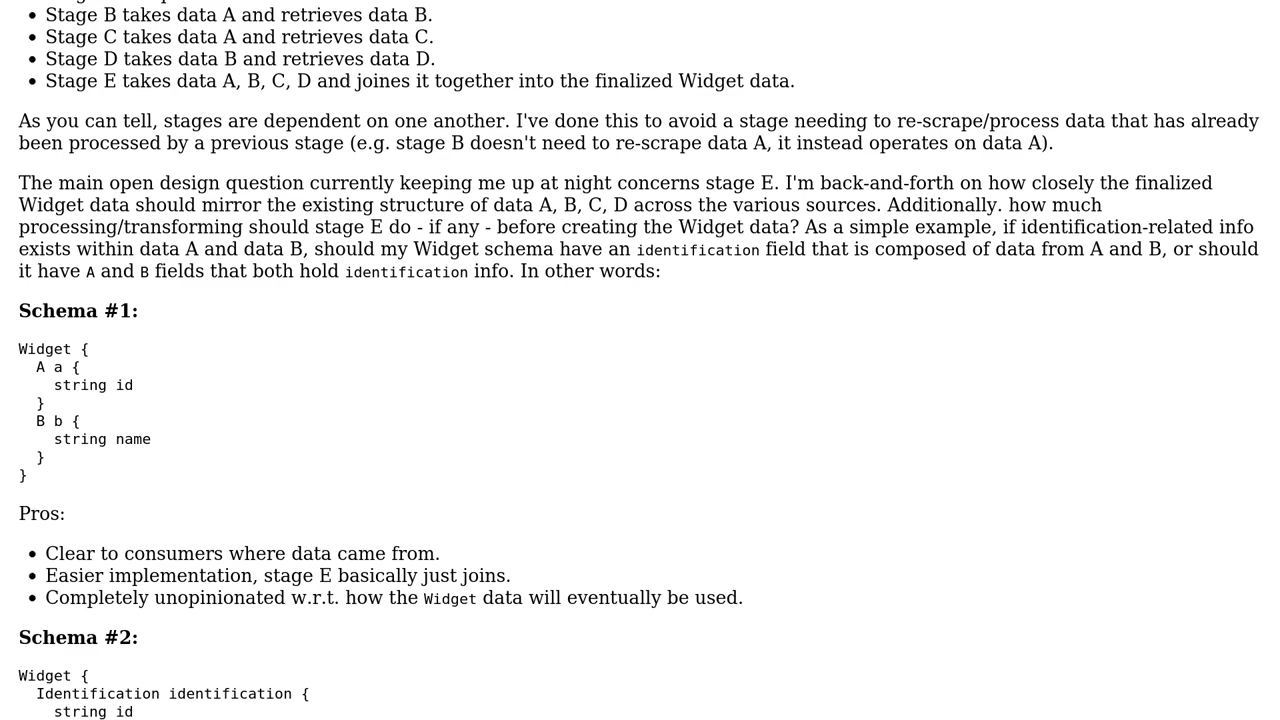 • Stage B takes data A and retrieves data B.
• Stage C takes data A and retrieves data C.
• Stage D takes data B and retrieves data D.
• Stage E takes data A, B, C, D and joines it together into the finalized Widget data.
As you can tell, stages are dependent on one another. I've done this to avoid a stage needing to re-scrape/process data that has already
been processed by a previous stage (e.g. stage B doesn't need to re-scrape data A, it instead operates on data A).
The main open design question currently keeping me up at night concerns stage E. I'm back-and-forth on how closely the finalized
Widget data should mirror the existing structure of data A, B, C, D across the various sources. Additionally. how much
processing/transforming should stage E do - if any - before creating the Widget data? As a simple example, if identification-related info
exists within data A and data B, should my Widget schema have an identification field that is composed of data from A and B, or should
it have A and B fields that both hold identification info. In other words:
Schema #1:
Widget {
  A a {
    string id
  }
  B b {
    string name
  }
}
Pros:
• Clear to consumers where data came from.
• Easier implementation, stage E basically just joins.
• Completely unopinionated w.r.t. how the Widget data will eventually be used.
Schema #2:
Widget {
  Identification identification {
    string id